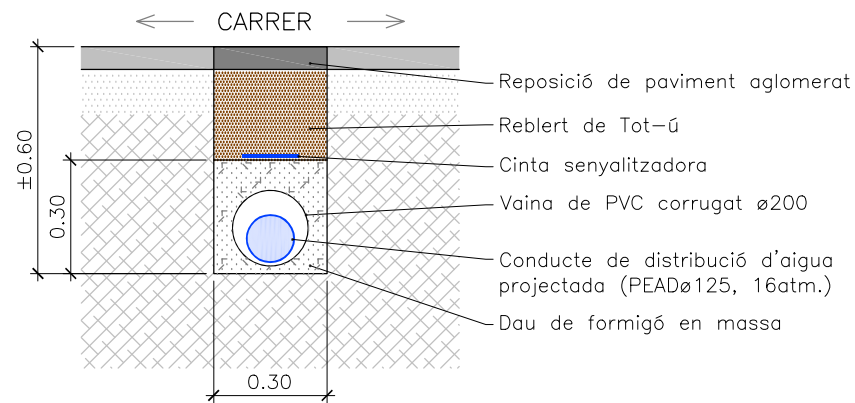 CARRER
Reposició de paviment aglomerat
Reblert de Tot-ú
Cinta senyalitzadora
Vaina de PVC corrugat ø200
Conducte de distribució d'aigua
projectada (PEADø125, 16atm.)
Dau de formigó en massa
±0.60
0.30
0.30